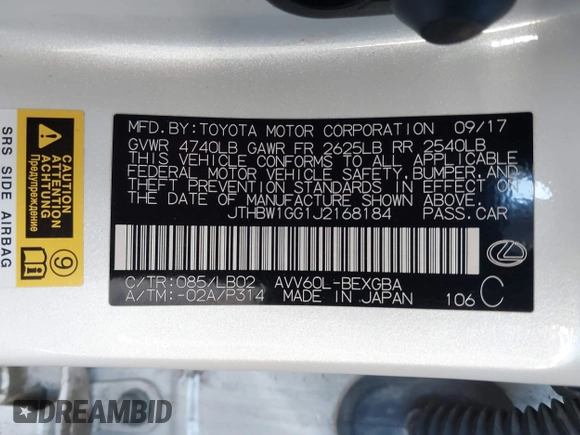 MFD.BY:TOYOTA MOTOR CORPORATION 09/17
GVWR 4740LB GAWR FR 2625LB RR 2540LB
THIS VEHICLE CONFORMS TO ALL APPLICABLE
FEDERAL MOTOR VEHICLE SAFETY, BUMPER, AND
THEFT PREVENTION STANDARDS IN EFFECT ON
THE DATE OF MANUFACTURE SHOWN ABOVE.
JTHBW1GG1J2168184 PASS.CAR
C/TR:085/LB02 AVV60L-BEXGBA
A/TM:-02A/P314 MADE IN JAPAN 106 C
SRS SIDE AIRBAG
CAUTION
ATTENTION
ACHTUNG
Предупреждение
9
DREAMBID